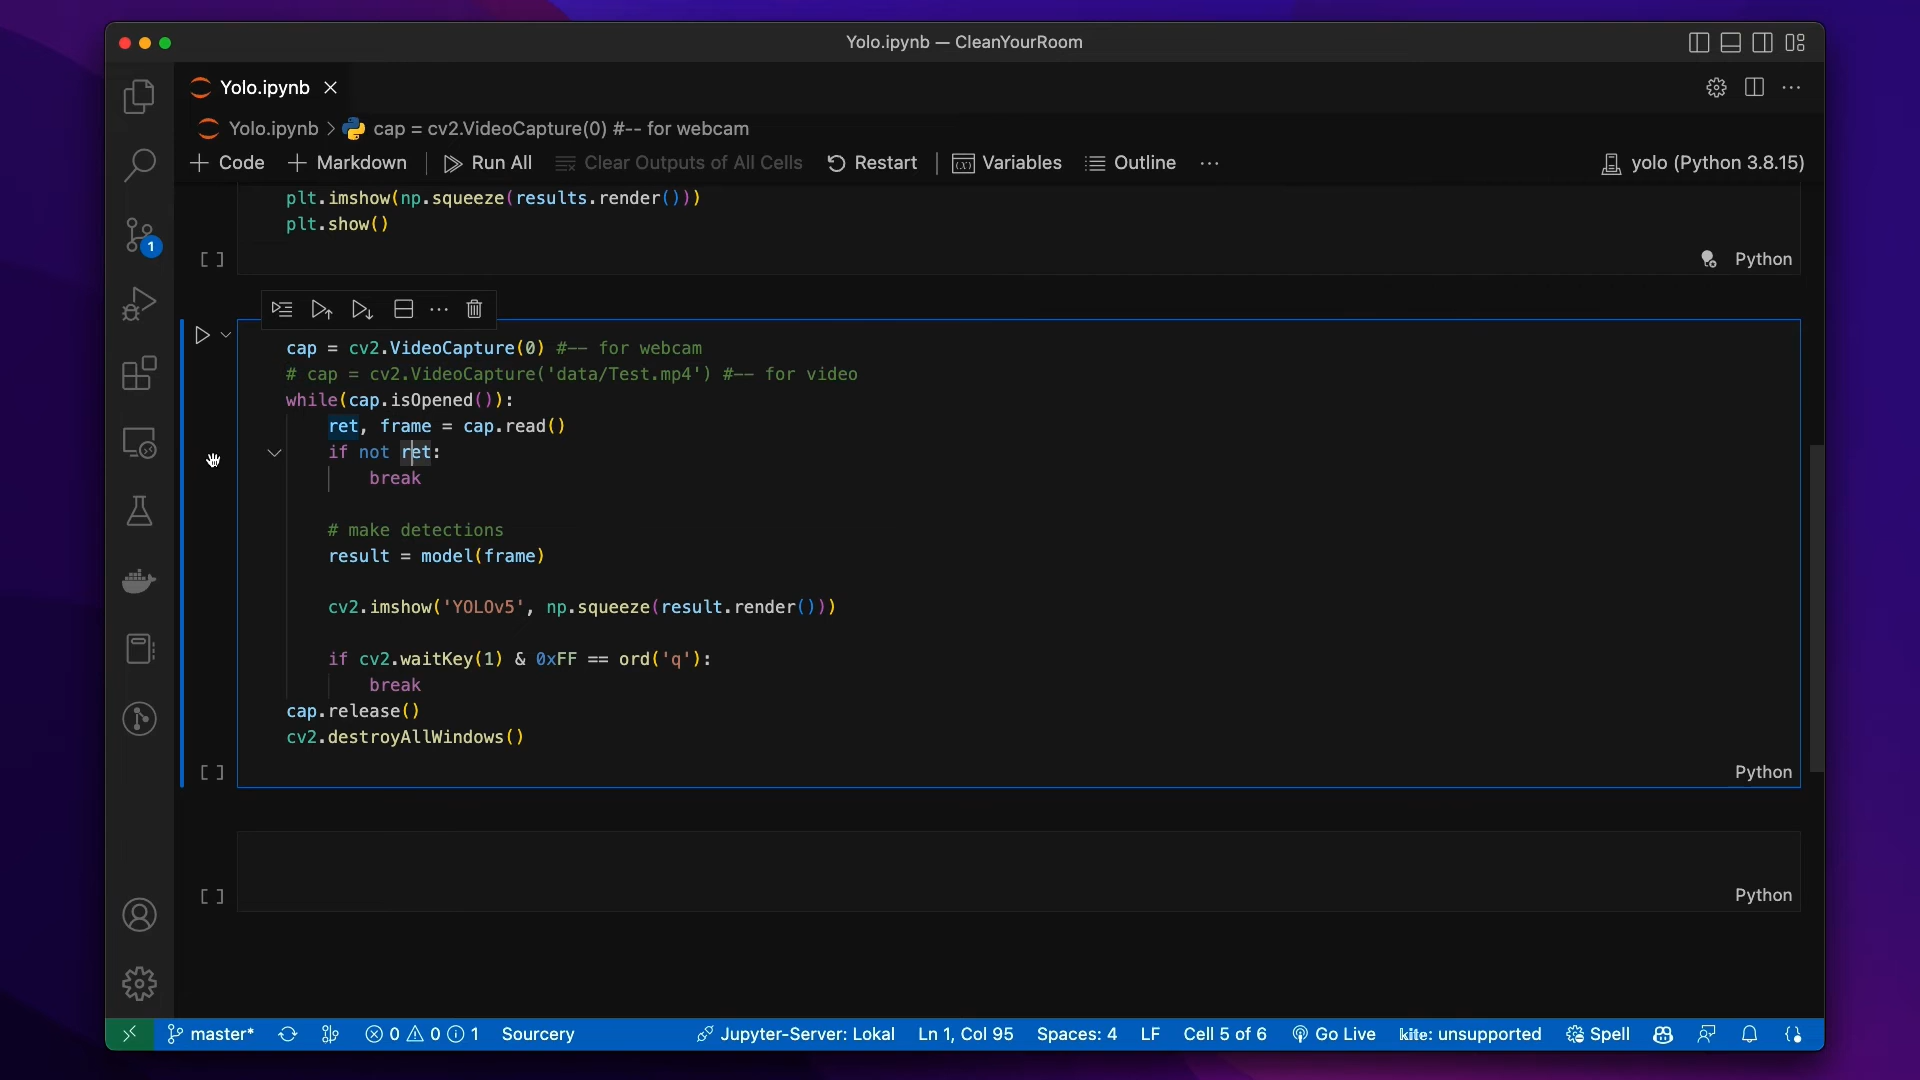 Yolo.ipynb — CleanYourRoom
Yolo.ipynb
Yolo.ipynb > cap = cv2.VideoCapture(0) #-- for webcam
+ Code + Markdown Run All Clear Outputs of All Cells Restart Variables Outline ... yolo (Python 3.8.15)
plt.imshow(np.squeeze(results.render()))
plt.show()
[ ] Python
cap = cv2.VideoCapture(0) #-- for webcam
# cap = cv2.VideoCapture('data/Test.mp4') #-- for video
while(cap.isOpened()):
ret, frame = cap.read()
if not ret:
break
# make detections
result = model(frame)
cv2.imshow('YOLOv5', np.squeeze(result.render()))
if cv2.waitKey(1) & 0xFF == ord('q'):
break
cap.release()
cv2.destroyAllWindows()
[ ] Python
[ ] Python
1
master* 0 0 1 Sourcery Jupyter-Server: Lokal Ln 1, Col 95 Spaces: 4 LF Cell 5 of 6 Go Live kite: unsupported Spell